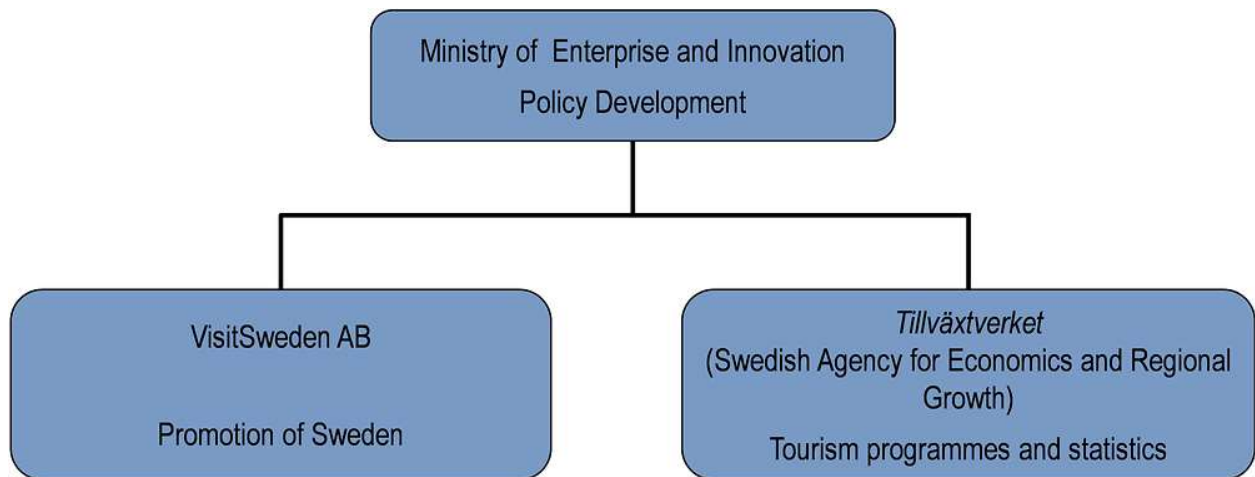 Ministry of Enterprise and Innovation
Policy Development
VisitSweden AB
Promotion of Sweden
Tillväxtverket
(Swedish Agency for Economics and Regional
Growth)
Tourism programmes and statistics